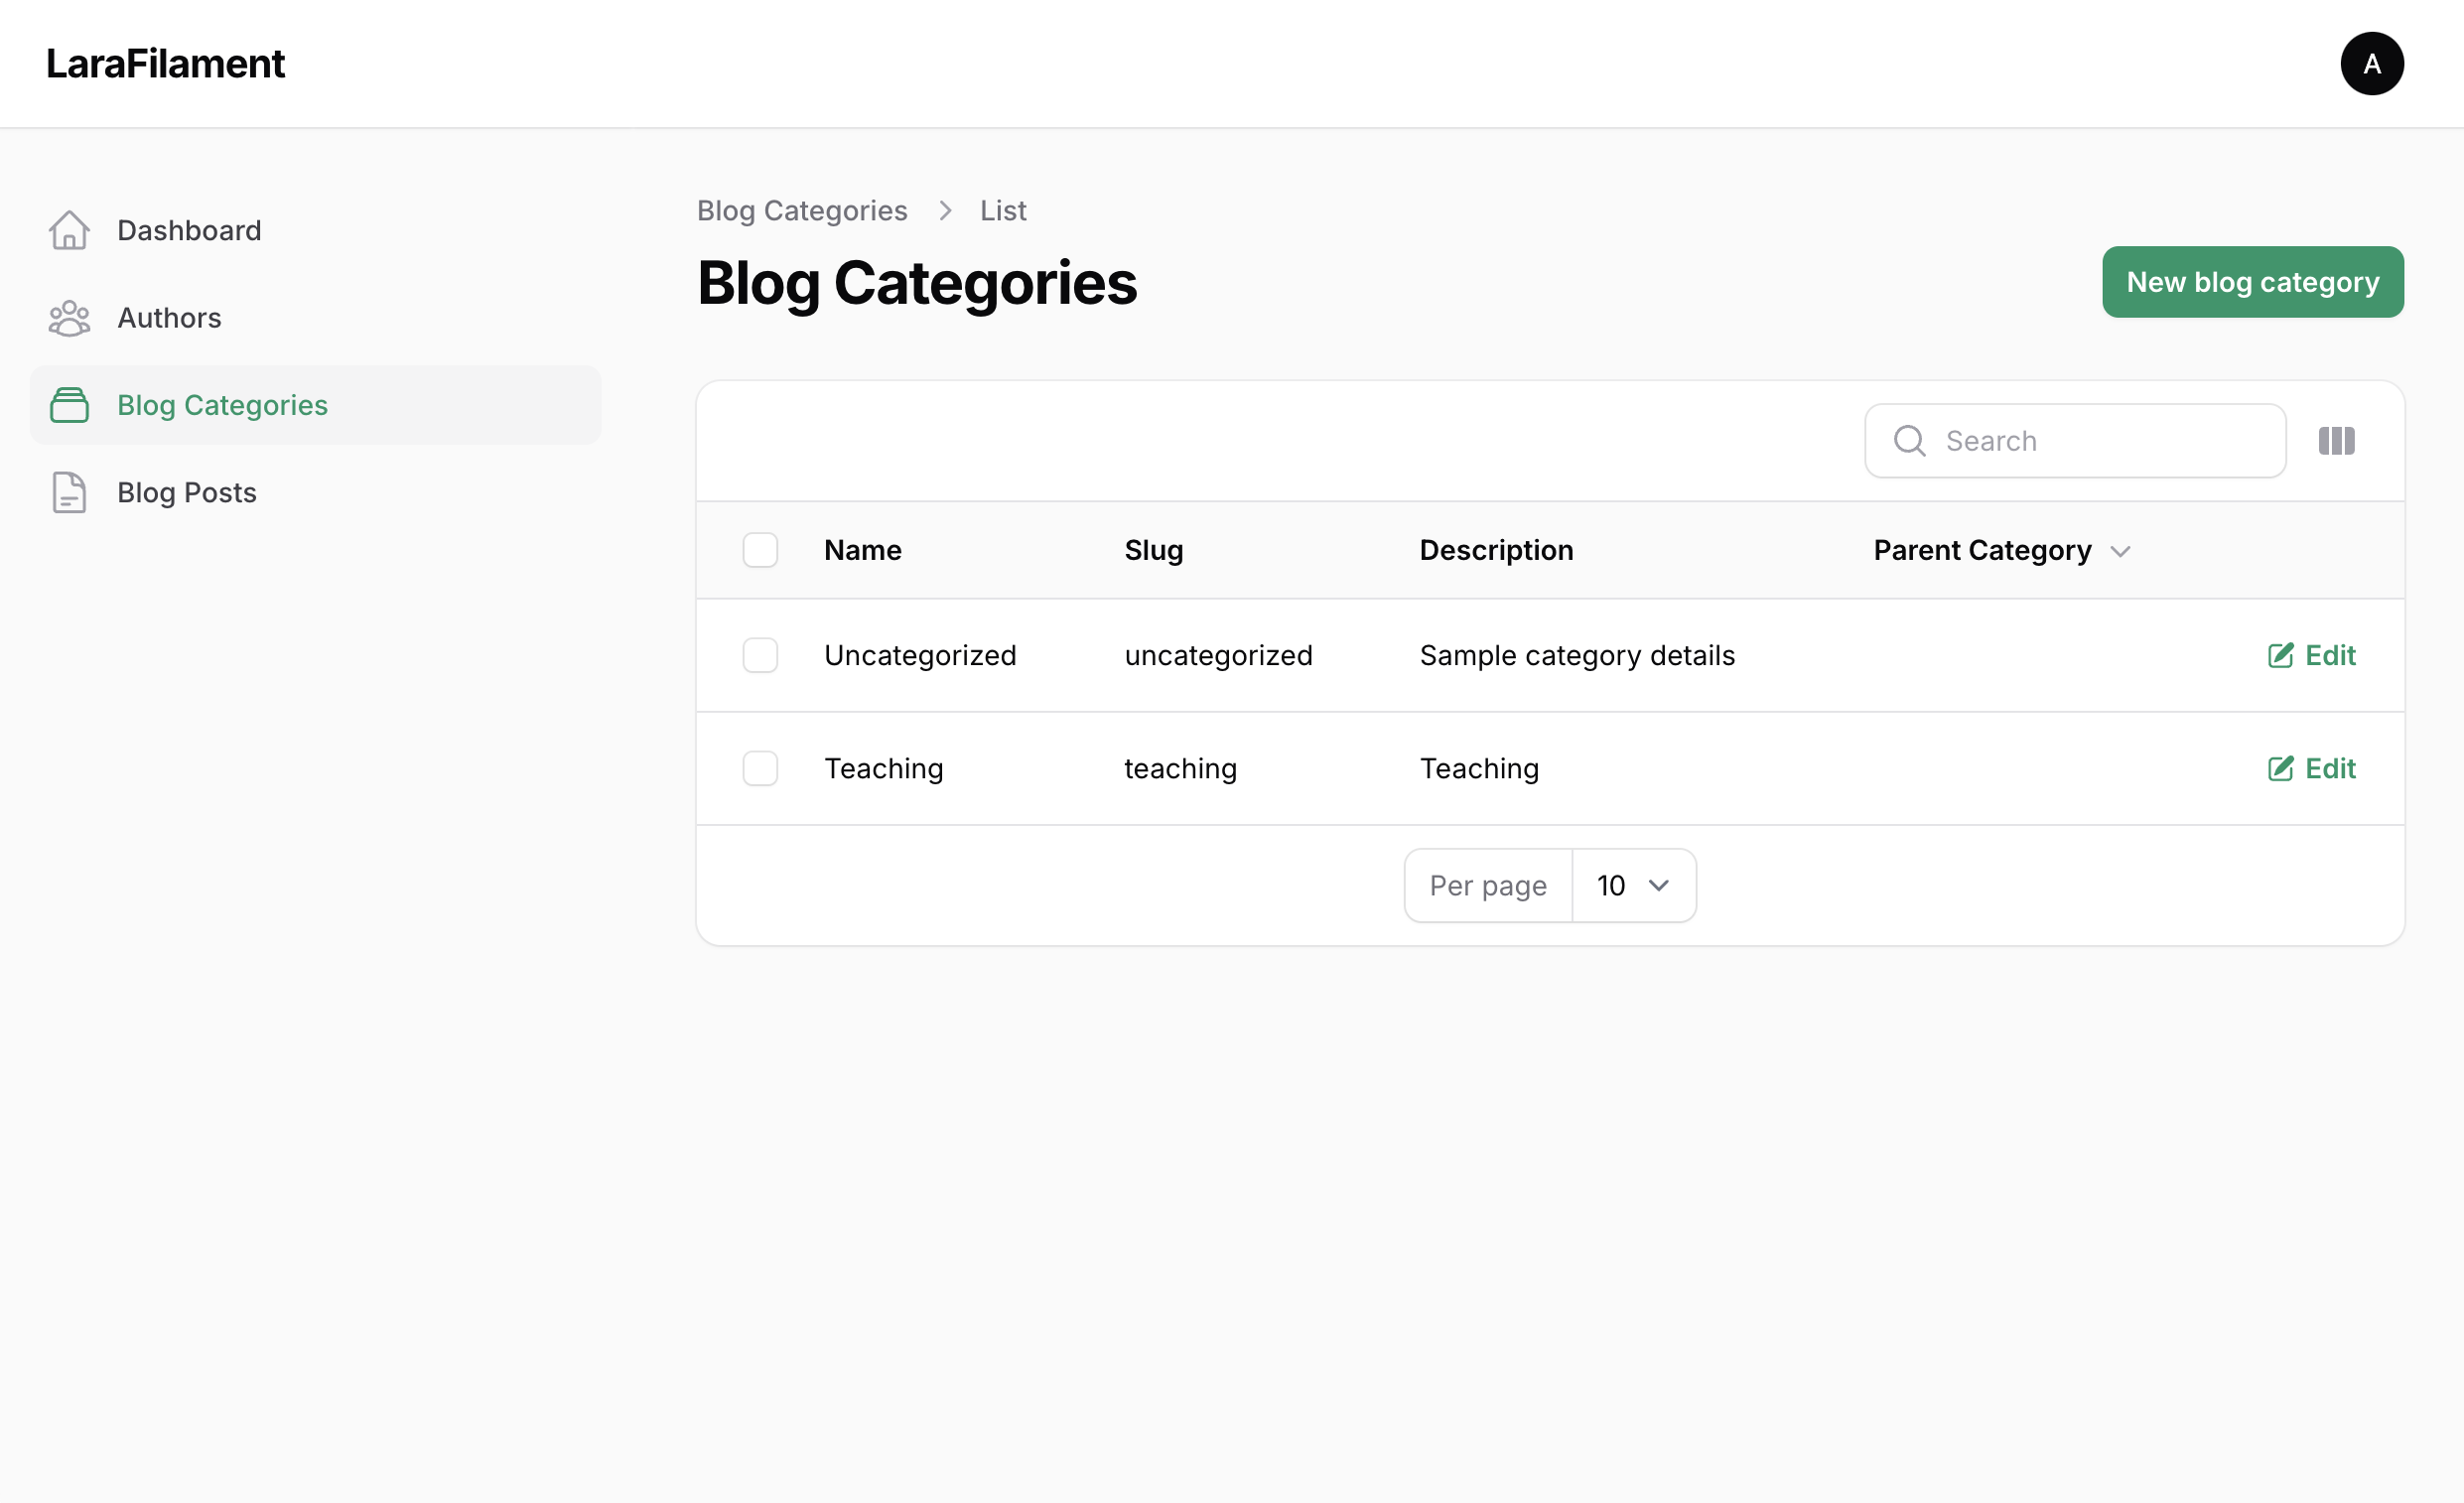 LaraFilament
A
Dashboard
Authors
Blog Categories
Blog Posts
Blog Categories > List
Blog Categories
New blog category
Search
Name Slug Description Parent Category
Uncategorized uncategorized Sample category details Edit
Teaching teaching Teaching Edit
Per page 10